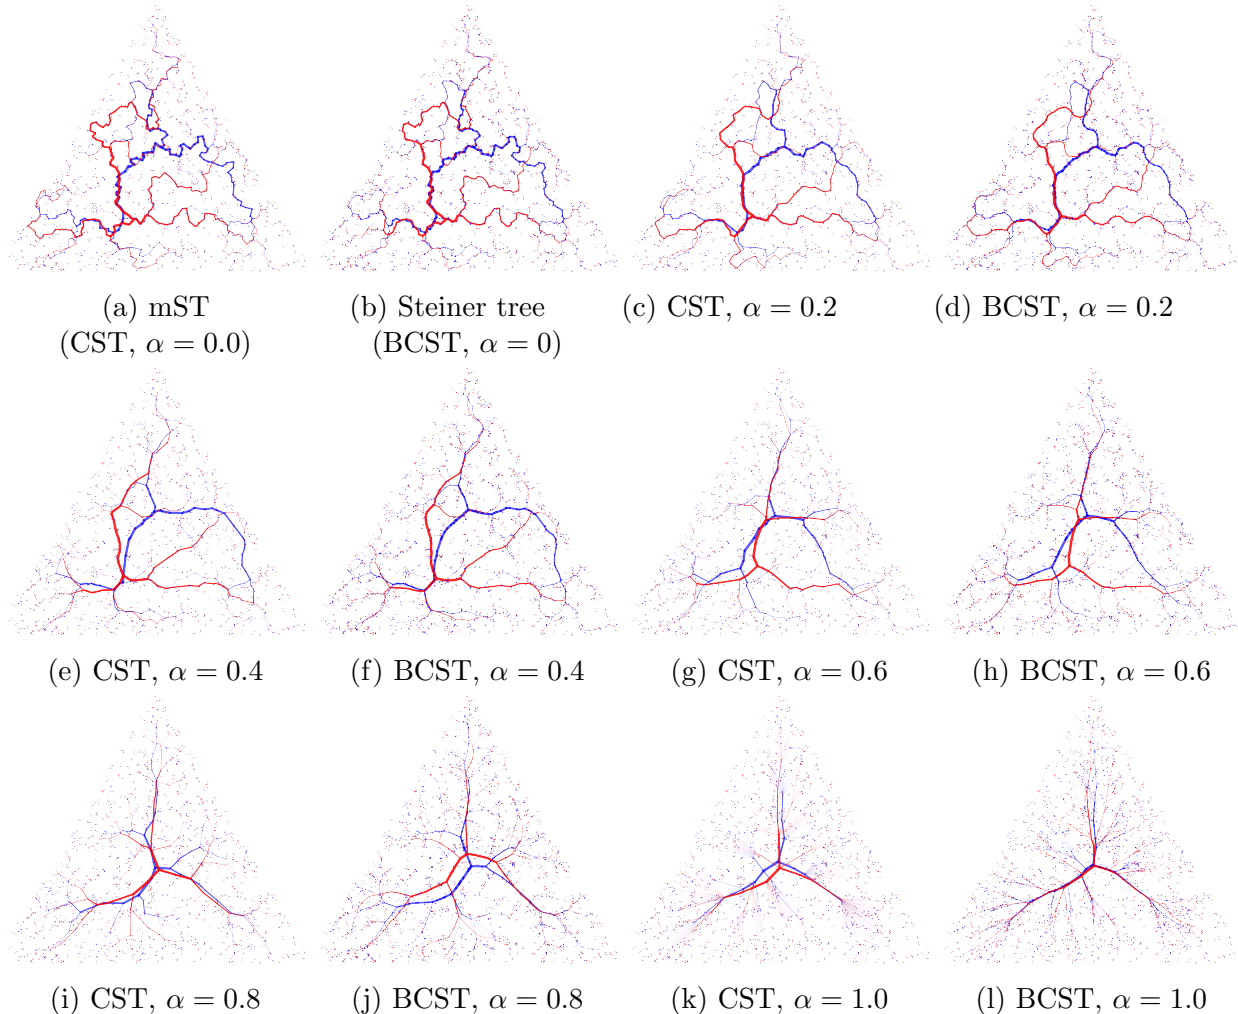 (a) mST
(CST, α = 0.0)
(b) Steiner tree
(BCST, α = 0)
(c) CST, α = 0.2
(d) BCST, α = 0.2
(e) CST, α = 0.4
(f) BCST, α = 0.4
(g) CST, α = 0.6
(h) BCST, α = 0.6
(i) CST, α = 0.8
(j) BCST, α = 0.8
(k) CST, α = 1.0
(l) BCST, α = 1.0